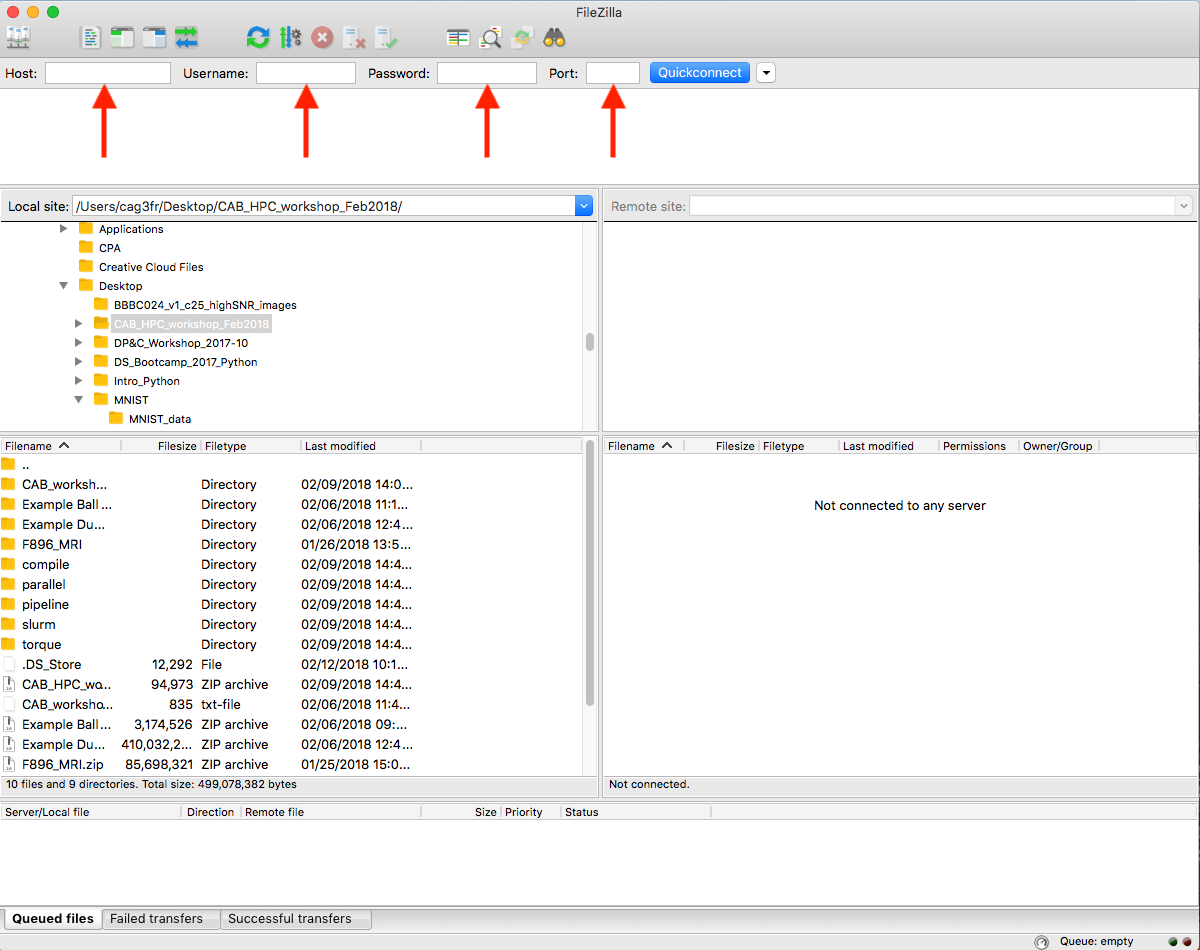 FileZilla
Host: Username: Password: Port: Quickconnect
Local site: /Users/cag3fr/Desktop/CAB_HPC_workshop_Feb2018/
Applications
CPA
Creative Cloud Files
Desktop
BBBC024_v1_c25_highSNR_images
CAB_HPC_workshop_Feb2018
DP&C_Workshop_2017-10
DS_Bootcamp_2017_Python
Intro_Python
MNIST
MNIST_data
Remote site:
Filename Filesize Filetype Last modified
..
CAB_worksh... Directory 02/09/2018 14:0...
Example Ball ... Directory 02/06/2018 11:1...
Example Du... Directory 02/06/2018 12:4...
F896_MRI Directory 01/26/2018 13:5...
compile Directory 02/09/2018 14:4...
parallel Directory 02/09/2018 14:4...
pipeline Directory 02/09/2018 14:4...
slurm Directory 02/09/2018 14:4...
torque Directory 02/09/2018 14:4...
.DS_Store 12,292 File 02/12/2018 10:1...
CAB_HPC_wo... 94,973 ZIP archive 02/09/2018 14:4...
CAB_worksho... 835 txt-file 02/06/2018 11:4...
Example Ball ... 3,174,526 ZIP archive 02/06/2018 09:...
Example Du... 410,032,2... ZIP archive 02/06/2018 12:4...
F896_MRI.zip 85,698,321 ZIP archive 01/25/2018 15:0...
10 files and 9 directories. Total size: 499,078,382 bytes
Filename Filesize Filetype Last modified Permissions Owner/Group
Not connected to any server
Not connected.
Server/Local file Direction Remote file Size Priority Status
Queued files Failed transfers Successful transfers
Queue: empty